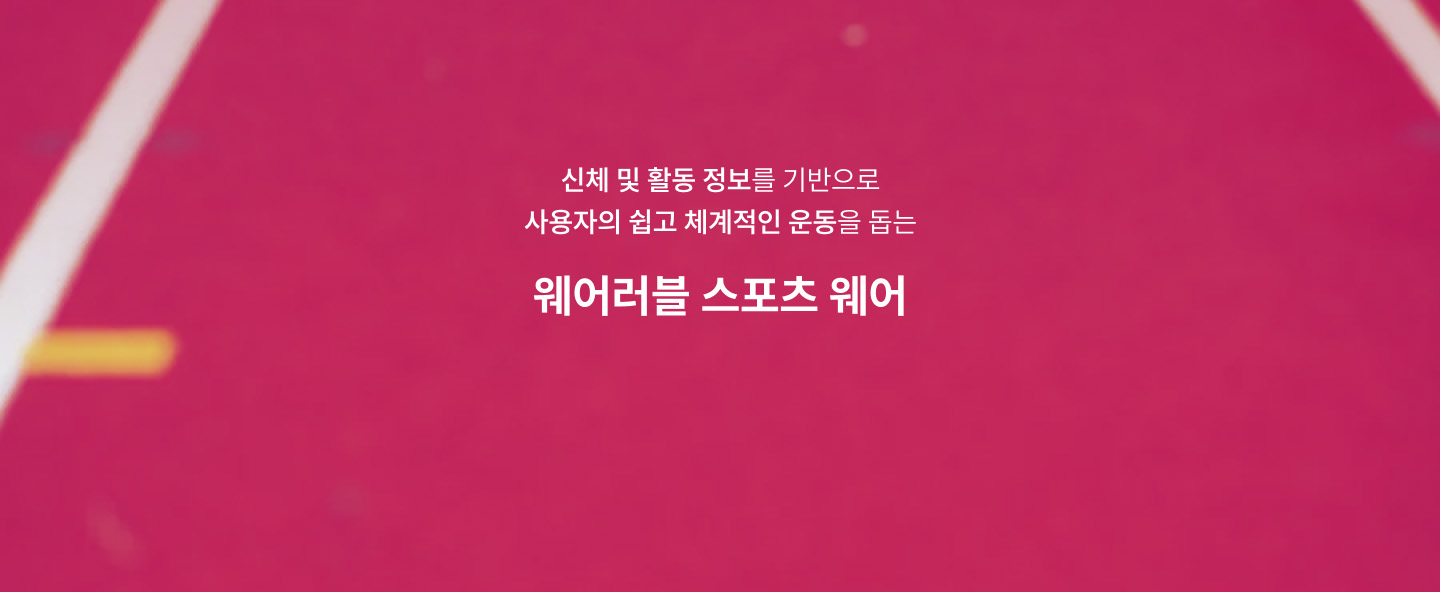 신체 및 활동 정보를 기반으로
사용자의 쉽고 체계적인 운동을 돕는
웨어러블 스포츠 웨어